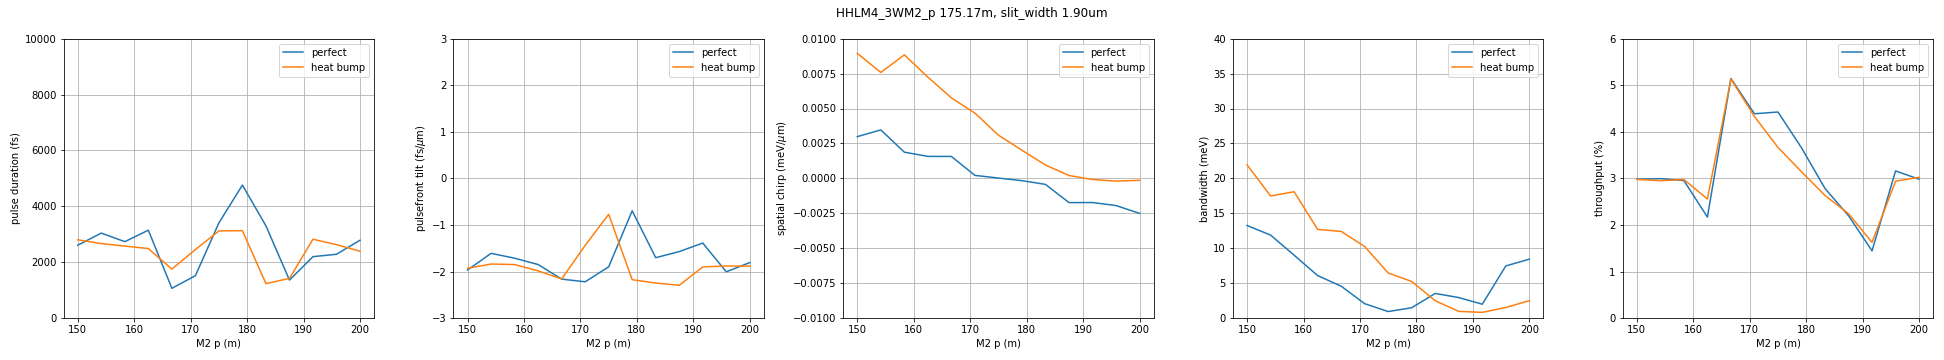 HHLM4_3WM2_p 175.17m, slit_width 1.90um
pulse duration (fs)
10000
8000
6000
4000
2000
0
150 160 170 180 190 200
M2 p (m)
perfect
heat bump
pulsefront tilt (fs/μm)
3
2
1
0
−1
−2
−3
150 160 170 180 190 200
M2 p (m)
perfect
heat bump
spatial chirp (meV/μm)
0.0100
0.0075
0.0050
0.0025
0.0000
−0.0025
−0.0050
−0.0075
−0.0100
150 160 170 180 190 200
M2 p (m)
perfect
heat bump
bandwidth (meV)
40
35
30
25
20
15
10
5
0
150 160 170 180 190 200
M2 p (m)
perfect
heat bump
throughput (%)
6
5
4
3
2
1
0
150 160 170 180 190 200
M2 p (m)
perfect
heat bump